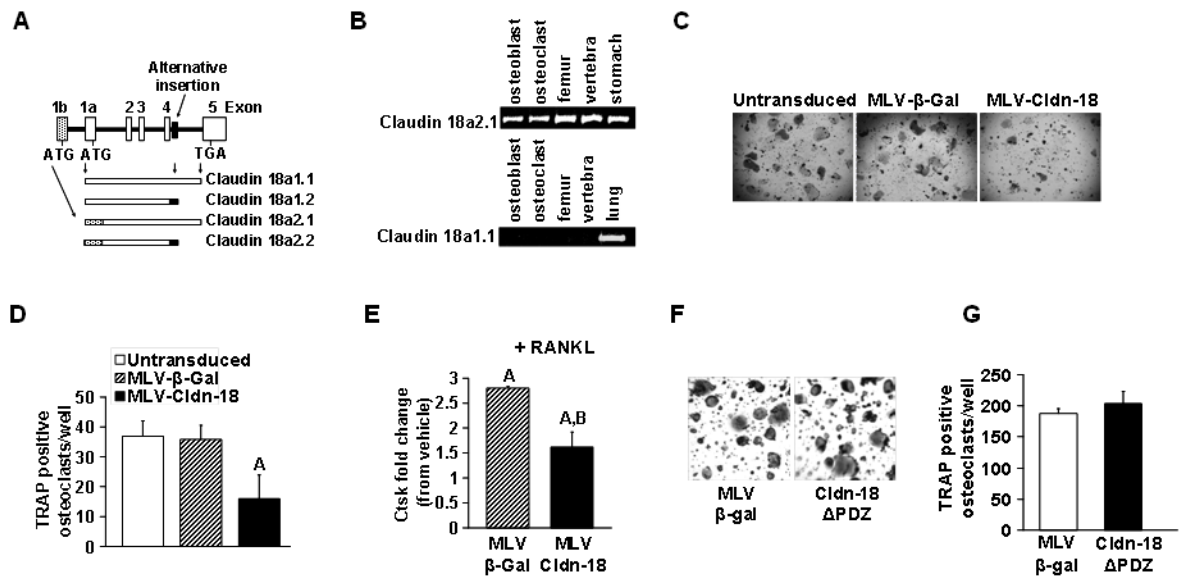 A
Alternative
insertion
1b 1a 2 3 4 5 Exon
ATG ATG TGA
Claudin 18a1.1
Claudin 18a1.2
Claudin 18a2.1
Claudin 18a2.2
B
osteoblast
osteoclast
femur
vertebra
stomach
Claudin 18a2.1
osteoblast
osteoclast
femur
vertebra
lung
Claudin 18a1.1
C
Untransduced MLV-β-Gal MLV-Cldn-18
D
Untransduced
MLV-β-Gal
MLV-Cldn-18
TRAP positive
osteoclasts/well
50
40
30
20
10
0
A
E
+ RANKL
Ctsk fold change
(from vehicle)
3
2.5
2
1.5
1
0.5
0
A
A,B
MLV
β-Gal
MLV
Cldn-18
F
MLV
β-gal
Cldn-18
ΔPDZ
G
TRAP positive
osteoclasts/well
250
200
150
100
50
0
MLV
β-gal
Cldn-18
ΔPDZ